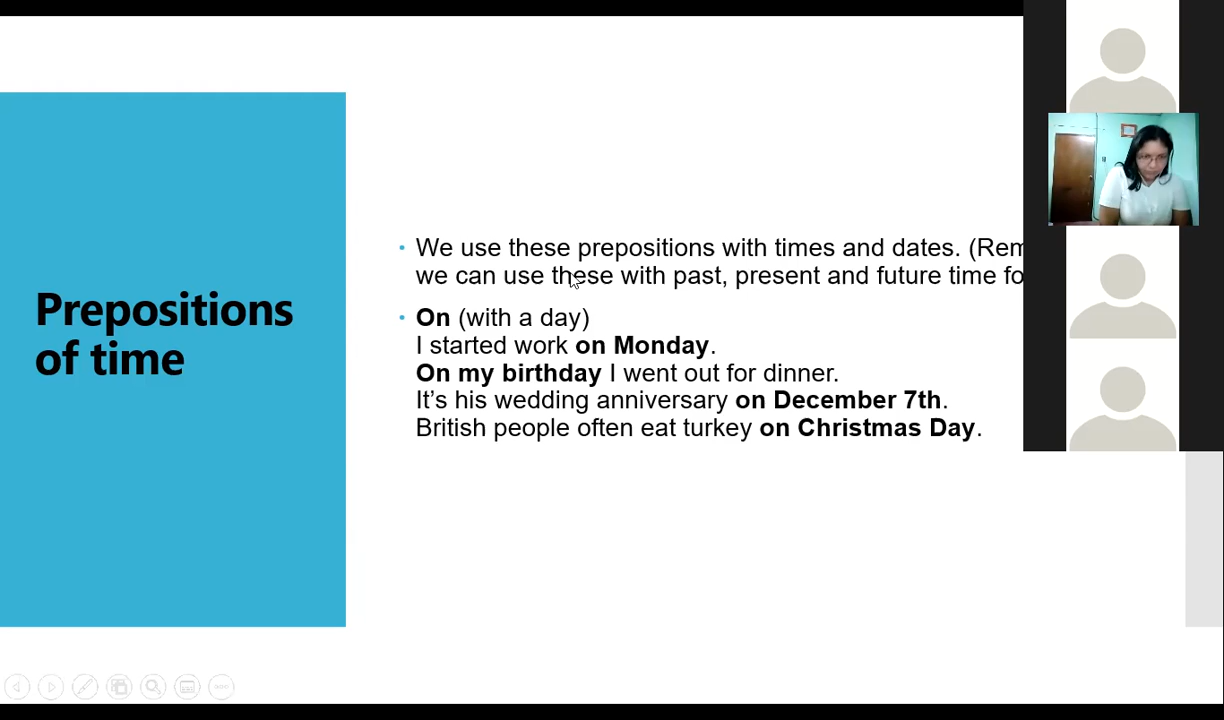 Prepositions
of time
We use these prepositions with times and dates. (Rem
we can use these with past, present and future time fo
On (with a day)
I started work on Monday.
On my birthday I went out for dinner.
It’s his wedding anniversary on December 7th.
British people often eat turkey on Christmas Day.